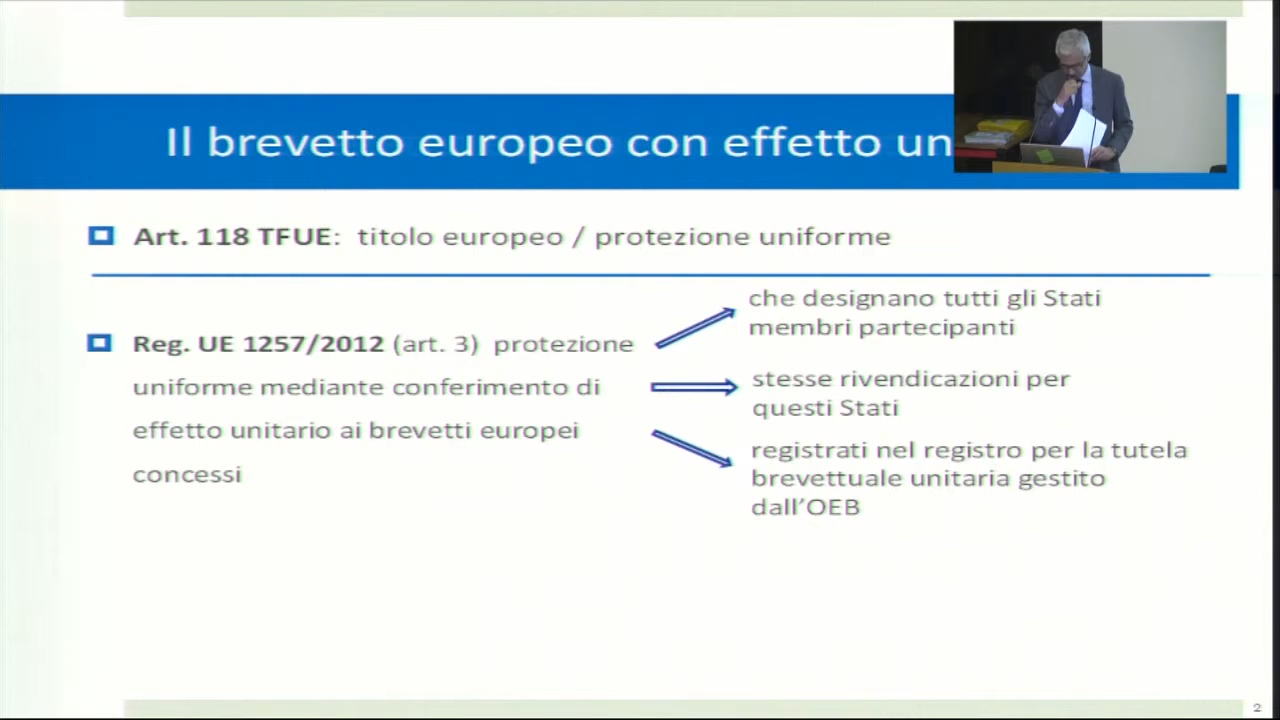 Il brevetto europeo con effetto un
Art. 118 TFUE: titolo europeo / protezione uniforme
Reg. UE 1257/2012 (art. 3) protezione
uniforme mediante conferimento di
effetto unitario ai brevetti europei
concessi
che designano tutti gli Stati
membri partecipanti
stesse rivendicazioni per
questi Stati
registrati nel registro per la tutela
brevettuale unitaria gestito
dall’OEB
2